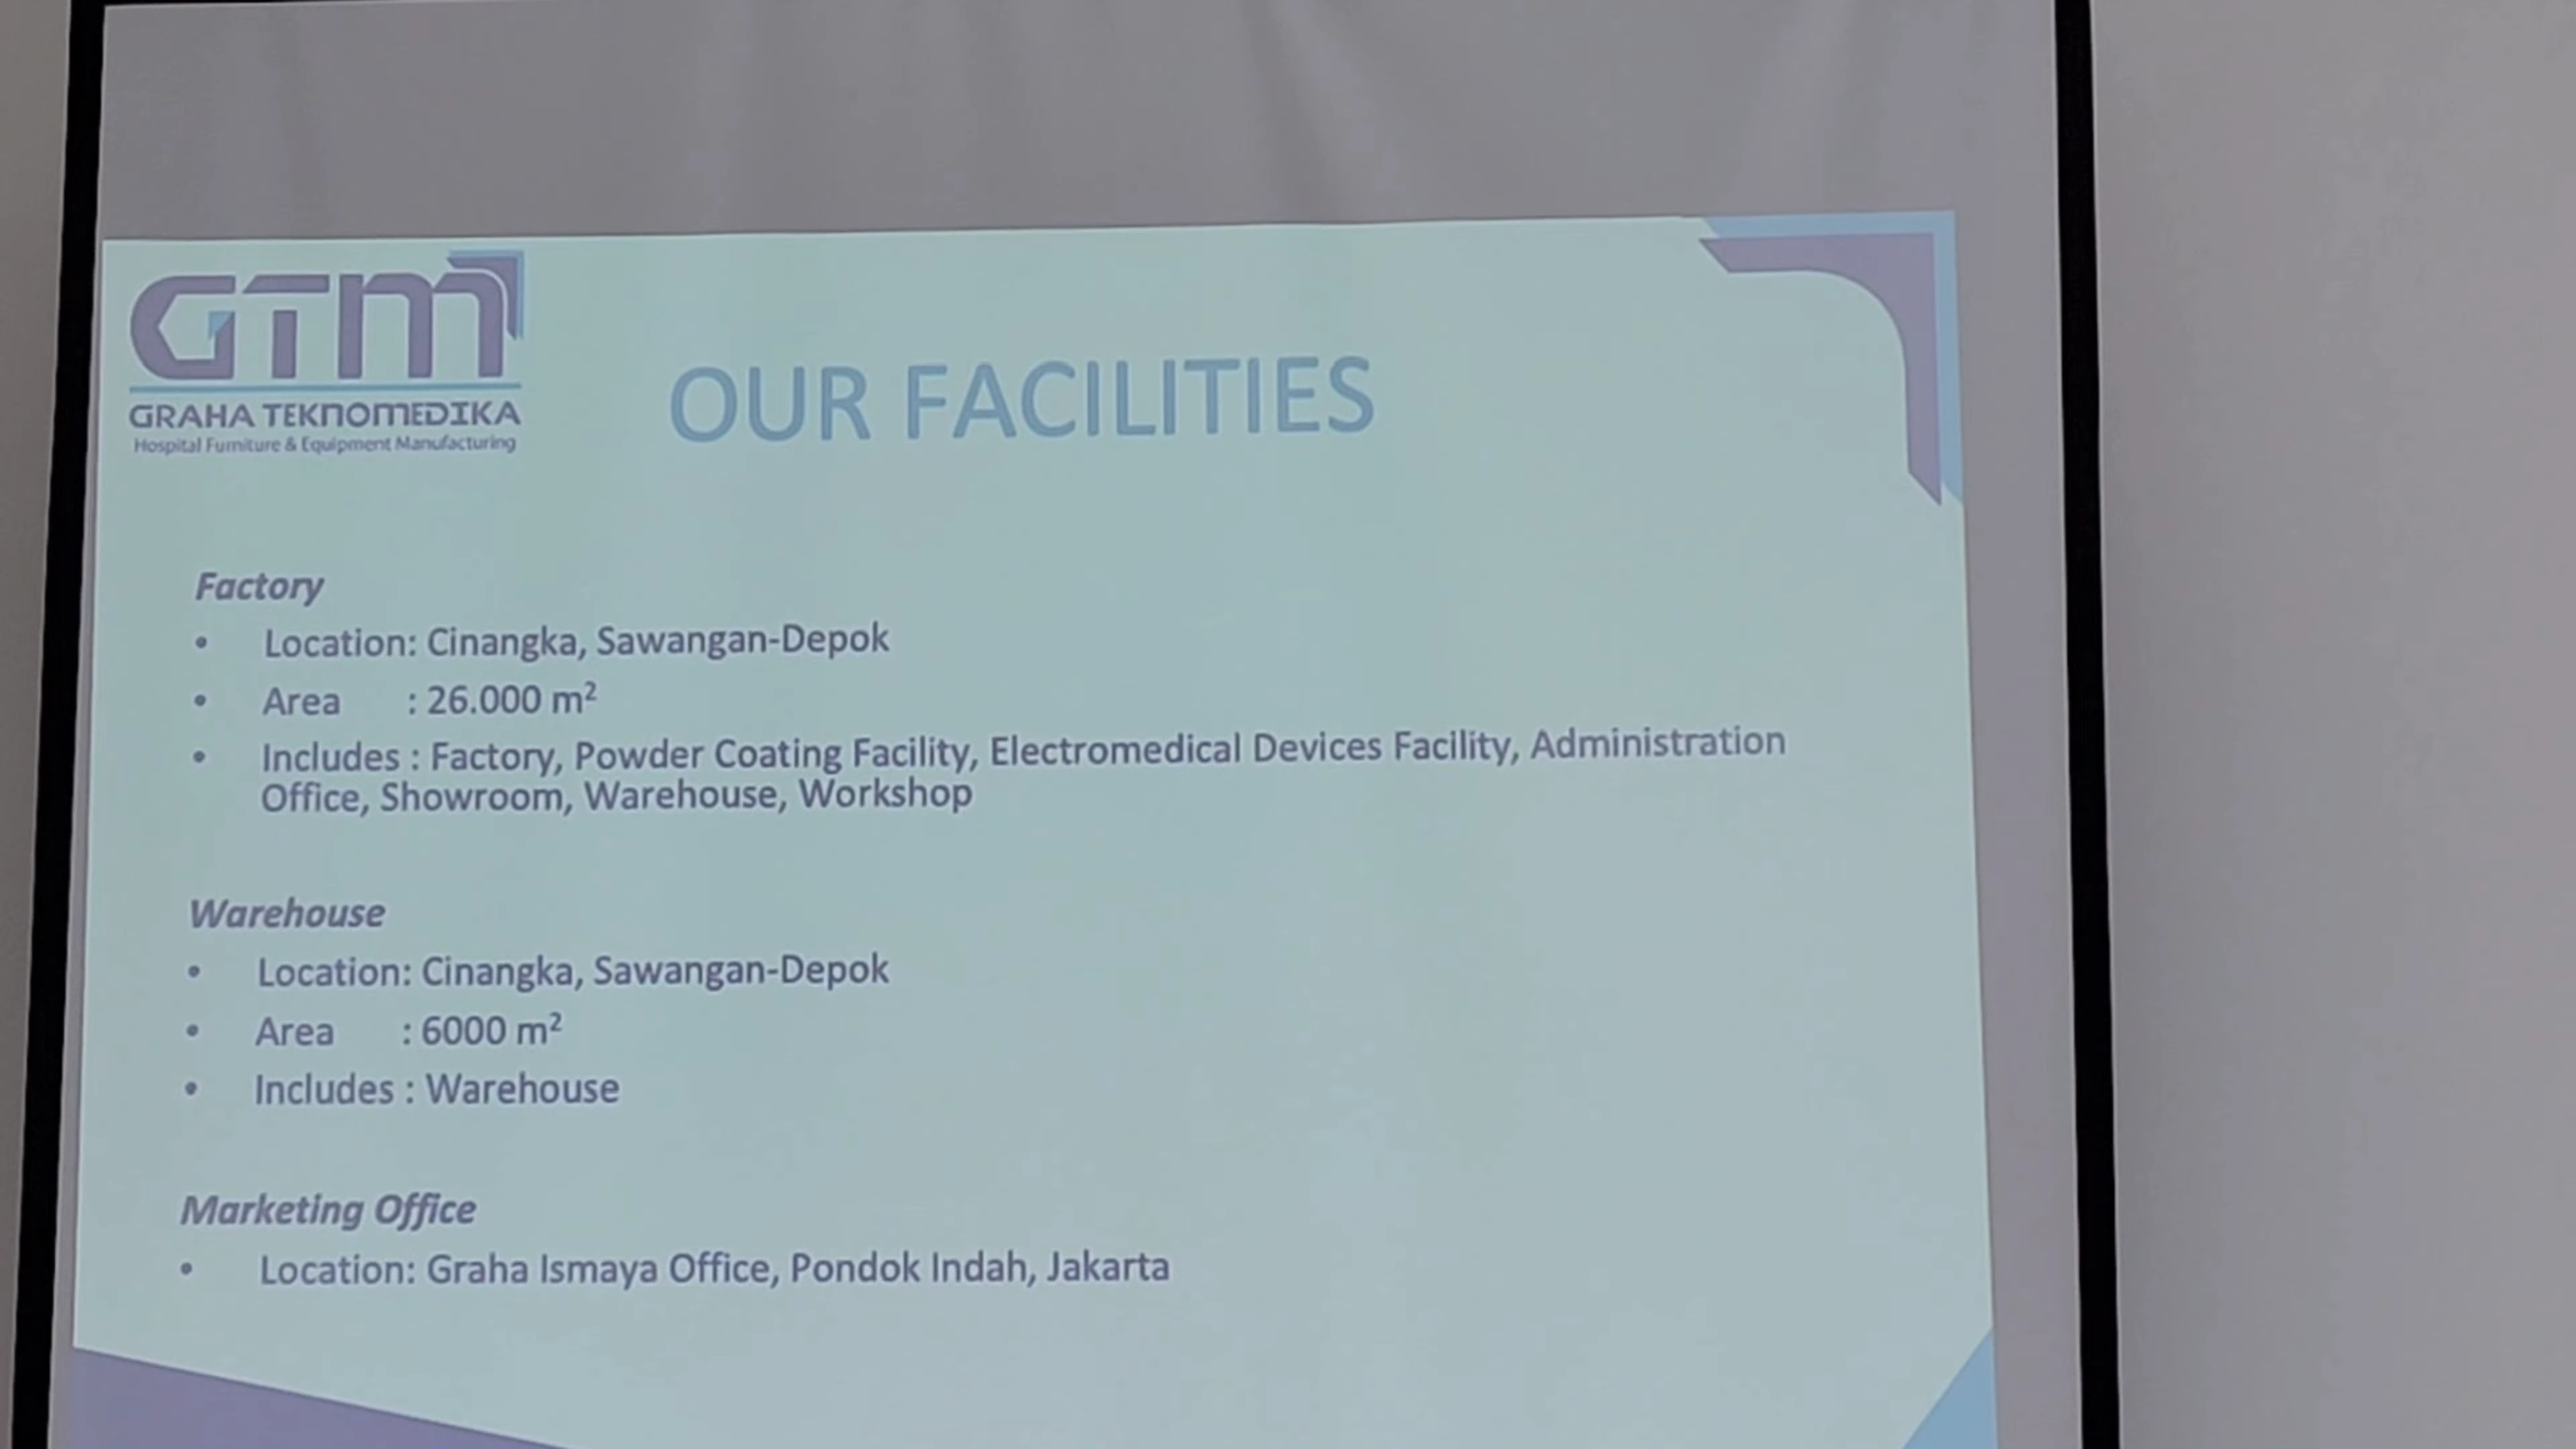 GTM
GRAHA TEKNOMEDIKA
Hospital Furniture & Equipment Manufacturing
OUR FACILITIES
Factory
• Location: Cinangka, Sawangan-Depok
• Area : 26.000 m²
• Includes : Factory, Powder Coating Facility, Electromedical Devices Facility, Administration
Office, Showroom, Warehouse, Workshop
Warehouse
• Location: Cinangka, Sawangan-Depok
• Area : 6000 m²
• Includes : Warehouse
Marketing Office
• Location: Graha Ismaya Office, Pondok Indah, Jakarta